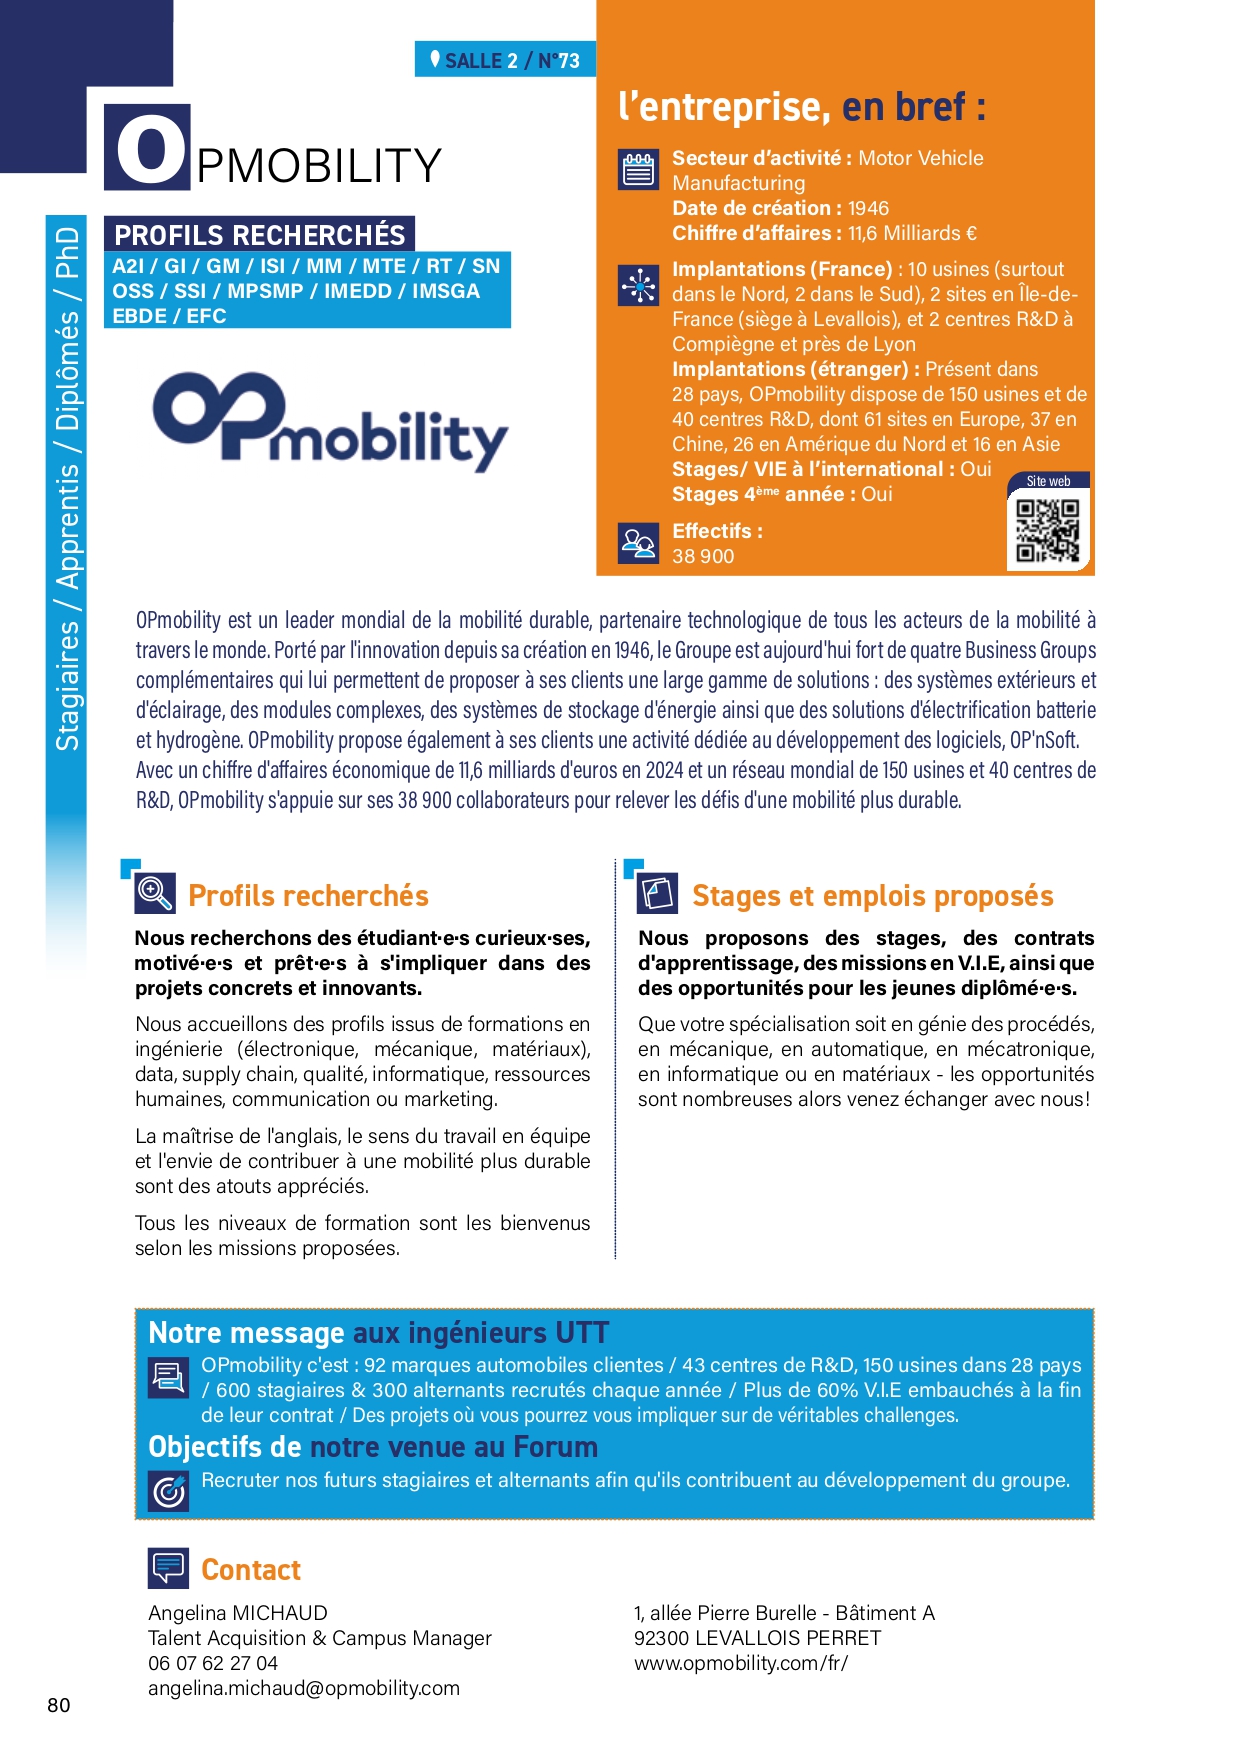 SALLE 2 / N°73
OPMOBILITY
PROFILS RECHERCHÉS
A2I / GI / GM / ISI / MM / MTE / RT / SN
OSS / SSI / MPSMP / IMEDD / IMSGA
EBDE / EFC
Stagiaires / Apprentis / Diplômés / PhD
OPmobility
l'entreprise, en bref :
Secteur d'activité : Motor Vehicle
Manufacturing
Date de création : 1946
Chiffre d'affaires : 11,6 Milliards €
Implantations (France) : 10 usines (surtout
dans le Nord, 2 dans le Sud), 2 sites en Île-de-
France (siège à Levallois), et 2 centres R&D à
Compiègne et près de Lyon
Implantations (étranger) : Présent dans
28 pays, OPmobility dispose de 150 usines et de
40 centres R&D, dont 61 sites en Europe, 37 en
Chine, 26 en Amérique du Nord et 16 en Asie
Stages/ VIE à l'international : Oui
Stages 4ème année : Oui
Site web
Effectifs :
38 900
OPmobility est un leader mondial de la mobilité durable, partenaire technologique de tous les acteurs de la mobilité à
travers le monde. Porté par l'innovation depuis sa création en 1946, le Groupe est aujourd'hui fort de quatre Business Groups
complémentaires qui lui permettent de proposer à ses clients une large gamme de solutions : des systèmes extérieurs et
d'éclairage, des modules complexes, des systèmes de stockage d'énergie ainsi que des solutions d'électrification batterie
et hydrogène. OPmobility propose également à ses clients une activité dédiée au développement des logiciels, OP'nSoft.
Avec un chiffre d'affaires économique de 11,6 milliards d'euros en 2024 et un réseau mondial de 150 usines et 40 centres de
R&D, OPmobility s'appuie sur ses 38 900 collaborateurs pour relever les défis d'une mobilité plus durable.
Profils recherchés
Nous recherchons des étudiant·e·s curieux·ses,
motivé·e·s et prêt·e·s à s'impliquer dans des
projets concrets et innovants.
Nous accueillons des profils issus de formations en
ingénierie (électronique, mécanique, matériaux),
data, supply chain, qualité, informatique, ressources
humaines, communication ou marketing.
La maîtrise de l'anglais, le sens du travail en équipe
et l'envie de contribuer à une mobilité plus durable
sont des atouts appréciés.
Tous les niveaux de formation sont les bienvenus
selon les missions proposées.
Stages et emplois proposés
Nous proposons des stages, des contrats
d'apprentissage, des missions en V.I.E, ainsi que
des opportunités pour les jeunes diplômé·e·s.
Que votre spécialisation soit en génie des procédés,
en mécanique, en automatique, en mécatronique,
en informatique ou en matériaux - les opportunités
sont nombreuses alors venez échanger avec nous!
Notre message aux ingénieurs UTT
OPmobility c'est : 92 marques automobiles clientes / 43 centres de R&D, 150 usines dans 28 pays
/ 600 stagiaires & 300 alternants recrutés chaque année / Plus de 60% V.I.E embauchés à la fin
de leur contrat / Des projets où vous pourrez vous impliquer sur de véritables challenges.
Objectifs de notre venue au Forum
Recruter nos futurs stagiaires et alternants afin qu'ils contribuent au développement du groupe.
Contact
Angelina MICHAUD
Talent Acquisition & Campus Manager
06 07 62 27 04
angelina.michaud@opmobility.com
1, allée Pierre Burelle - Bâtiment A
92300 LEVALLOIS PERRET
www.opmobility.com/fr/
80